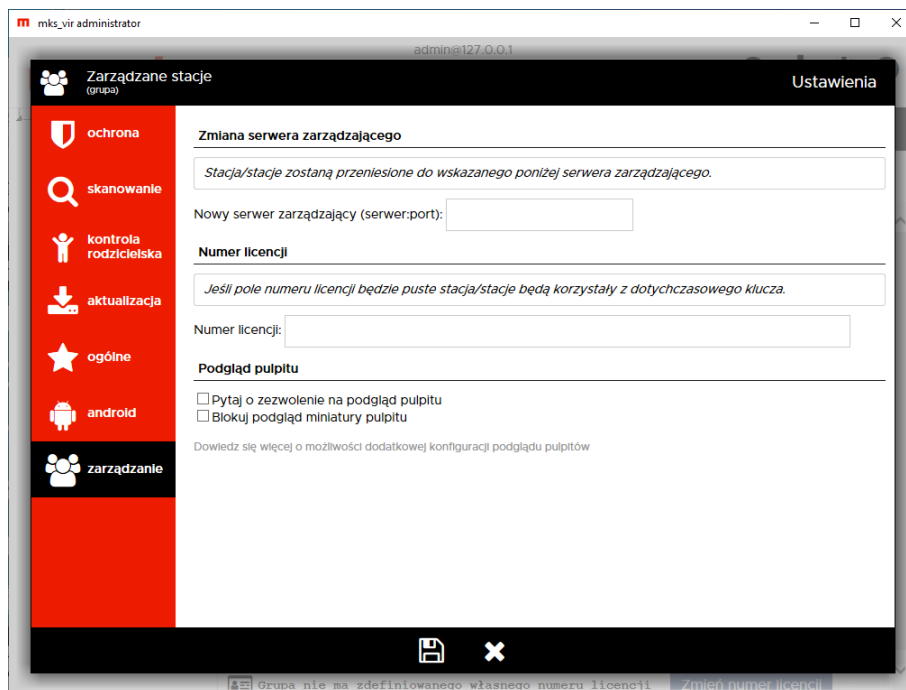 mks_vir administrator
admin@127.0.0.1
Zarządzane stacje
(grupa)
Ustawienia
ochrona
skanowanie
kontrola
rodzicielska
aktualizacja
ogólne
android
zarządzanie
Zmiana serwera zarządzającego
Stacja/stacje zostaną przeniesione do wskazanego poniżej serwera zarządzającego.
Nowy serwer zarządzający (serwer:port):
Numer licencji
Jeśli pole numeru licencji będzie puste stacja/stacje będą korzystały z dotychczasowego klucza.
Numer licencji:
Podgląd pulpitu
Pytaj o zezwolenie na podgląd pulpitu
Blokuj podgląd miniatury pulpitu
Dowiedz się więcej o możliwości dodatkowej konfiguracji podglądu pulpitów
Grupa nie ma zdefiniowanego własnego numeru licencji
Zmień numer licencji